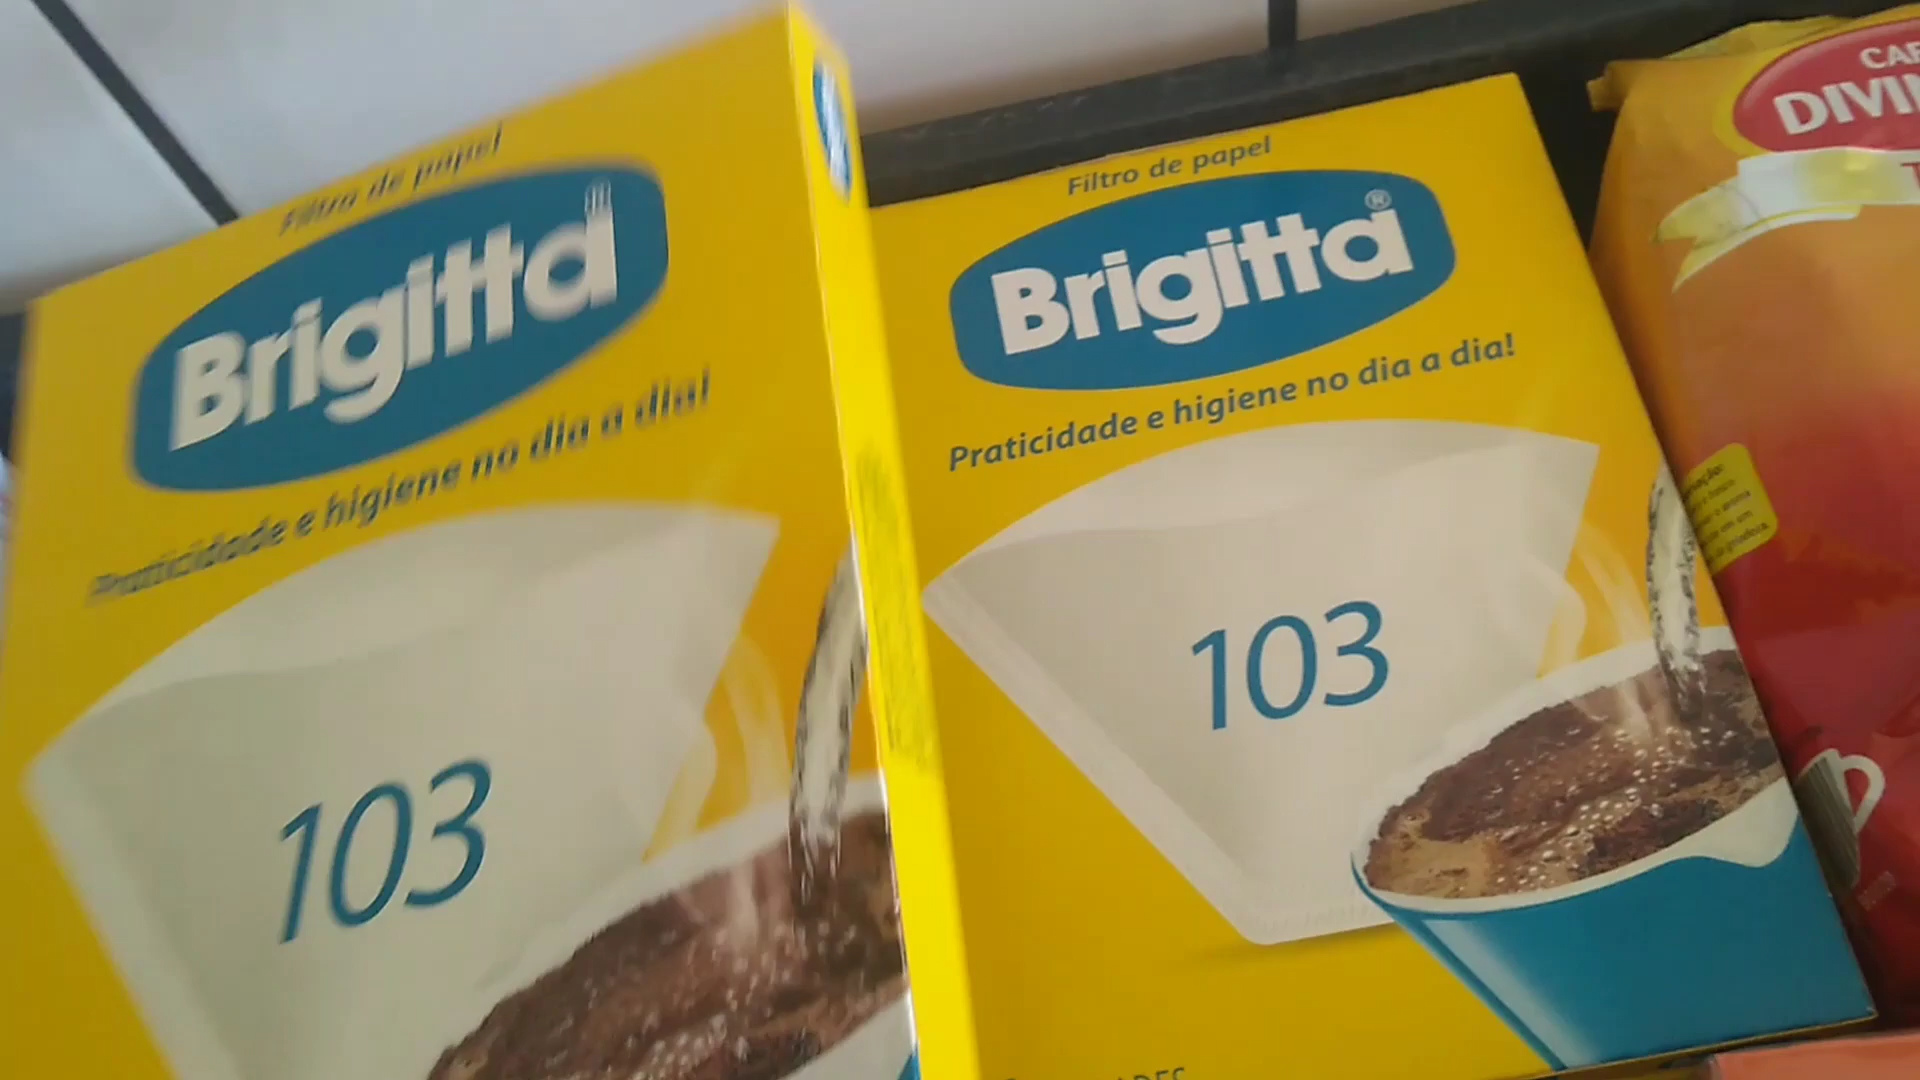 Filtro de papel
Brigitta
Praticidade e higiene no dia a dia!
103
Filtro de papel
Brigitta®
Praticidade e higiene no dia a dia!
103